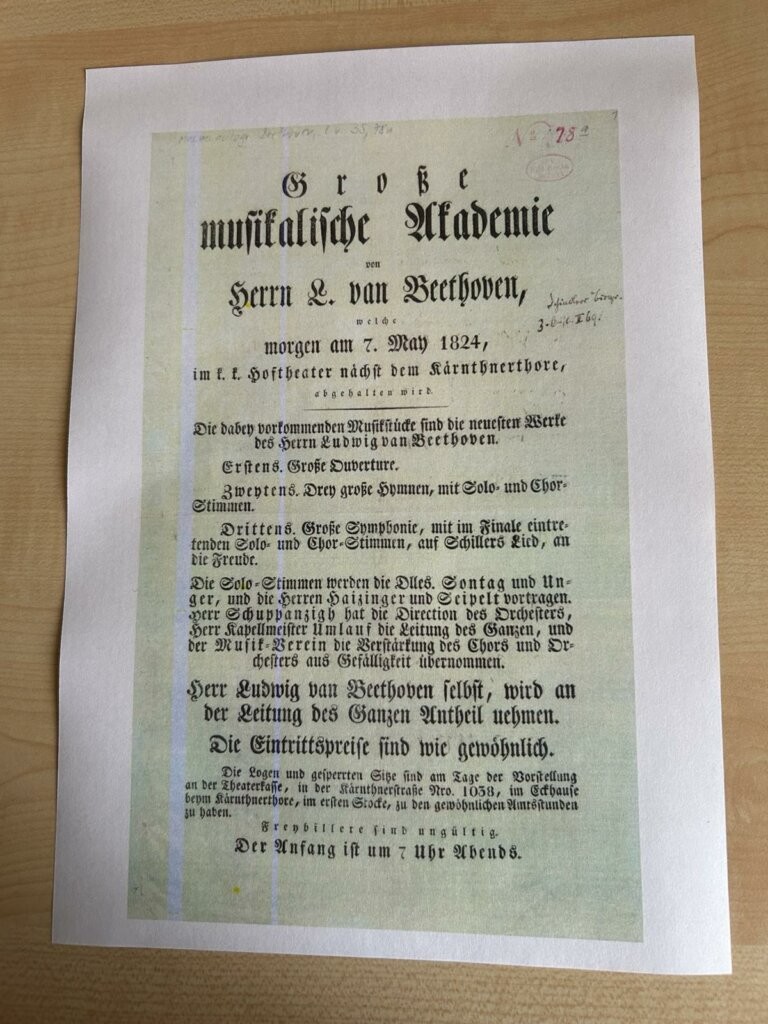 78
Große
musikalische Akademie
von
Herrn L. van Beethoven,
welche
morgen am 7. May 1824,
im k. k. Hoftheater nächst dem Kärnthnerthore,
abgehalten wird.
Die dabey vorkommenden Musikstücke sind die neuesten Werke
des Herrn Ludwig van Beethoven.
Erstens. Große Ouverture.
Zweytens. Drey große Hymnen, mit Solo- und Chor-
Stimmen.
Drittens. Große Symphonie, mit im Finale eintre-
tenden Solo- und Chor-Stimmen, auf Schillers Lied, an
die Freude.
Die Solo-Stimmen werden die Dlles. Sontag und Un-
ger, und die Herren Haizinger und Seipelt vortragen.
Herr Schuppanzigh hat die Direction des Orchesters,
Herr Kapellmeister Umlauf die Leitung des Ganzen, und
der Musik-Verein die Verstärkung des Chors und Or-
chesters aus Gefälligkeit übernommen.
Herr Ludwig van Beethoven selbst, wird an
der Leitung des Ganzen Antheil nehmen.
Die Eintrittspreise sind wie gewöhnlich.
Die Logen und gesperrten Sitze sind am Tage der Vorstellung
an der Theaterkasse, in der Kärnthnerstraße Nro. 1038, im Eckhause
beym Kärnthnerthore, im ersten Stocke, zu den gewöhnlichen Amtsstunden
zu haben.
Freybillete sind ungültig.
Der Anfang ist um 7 Uhr Abends.